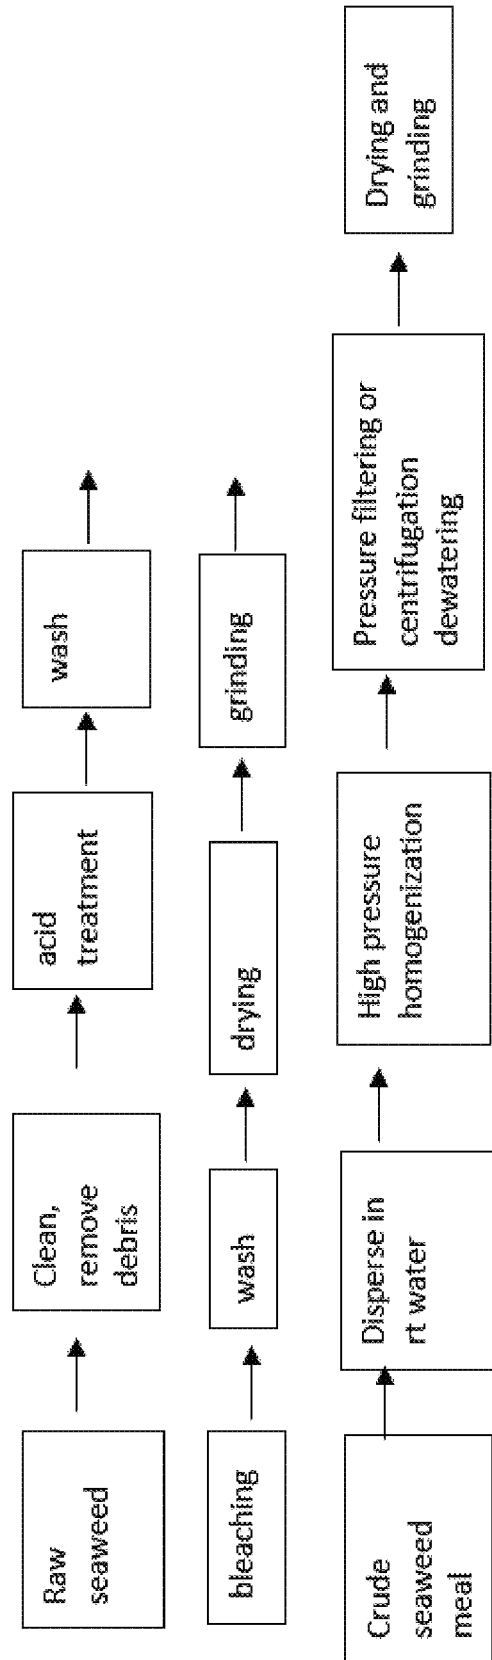 Raw
seaweed
Clean,
remove
debris
acid
treatment
wash
bleaching
wash
drying
grinding
Crude
seaweed
meal
Disperse in
rt water
High pressure
homogenization
Pressure filtering or
centrifugation
dewatering
Drying and
grinding